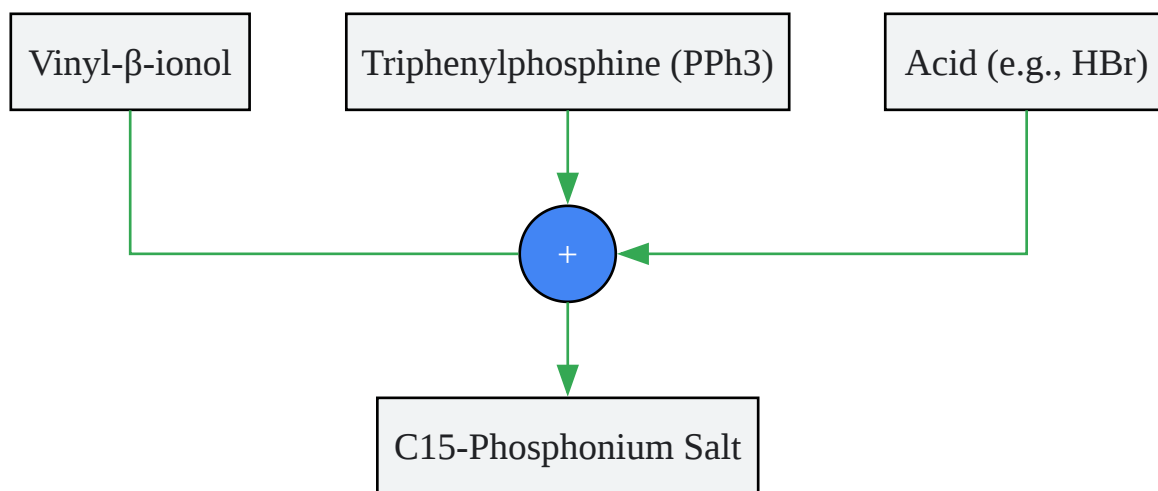 Vinyl-β-ionol
Triphenylphosphine (PPh3)
Acid (e.g., HBr)
+
C15-Phosphonium Salt